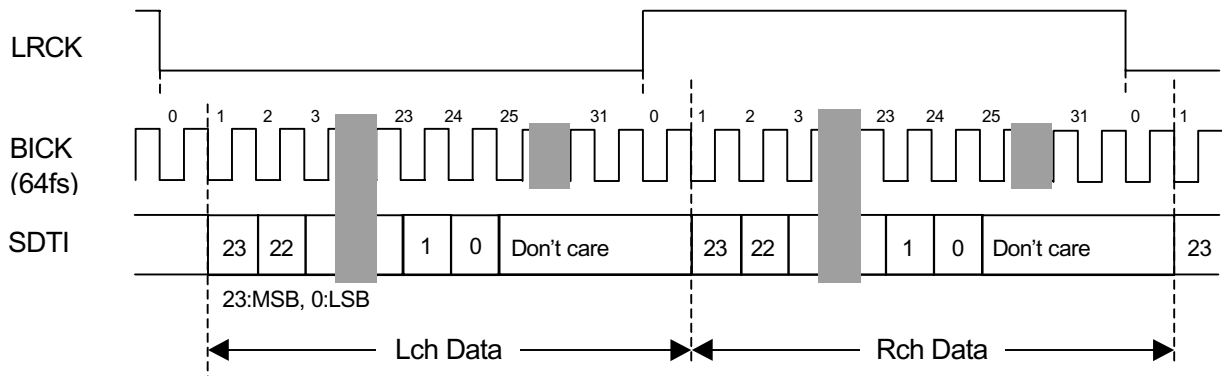 LRCK
0 1 2 3 23 24 25 31 0 1 2 3 23 24 25 31 0 1
BICK
(64fs)
SDTI 23 22 1 0 Don't care 23 22 1 0 Don't care 23
23:MSB, 0:LSB
Lch Data Rch Data